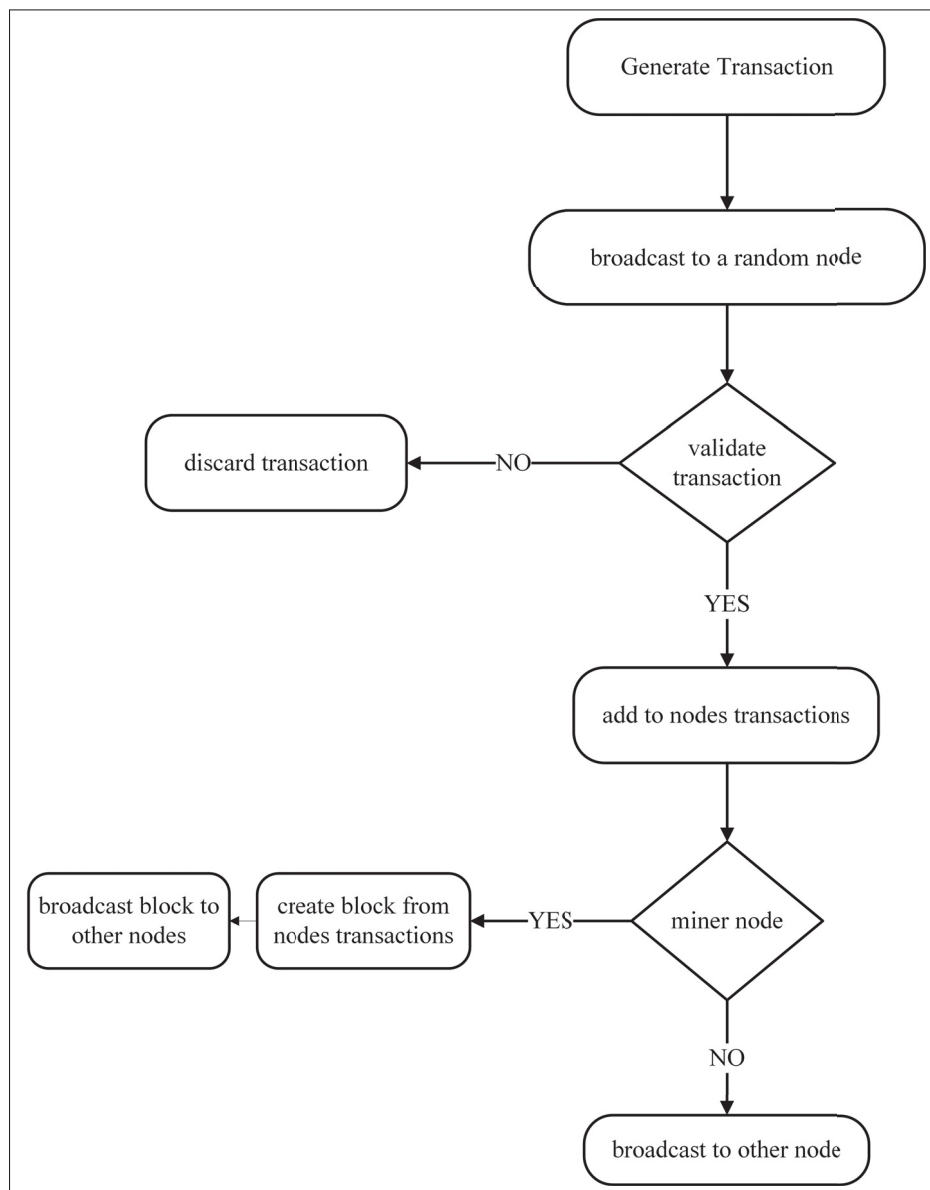 Generate Transaction
broadcast to a random node
validate
transaction
NO
discard transaction
YES
add to nodes transactions
miner node
YES
create block from
nodes transactions
broadcast block to
other nodes
NO
broadcast to other node